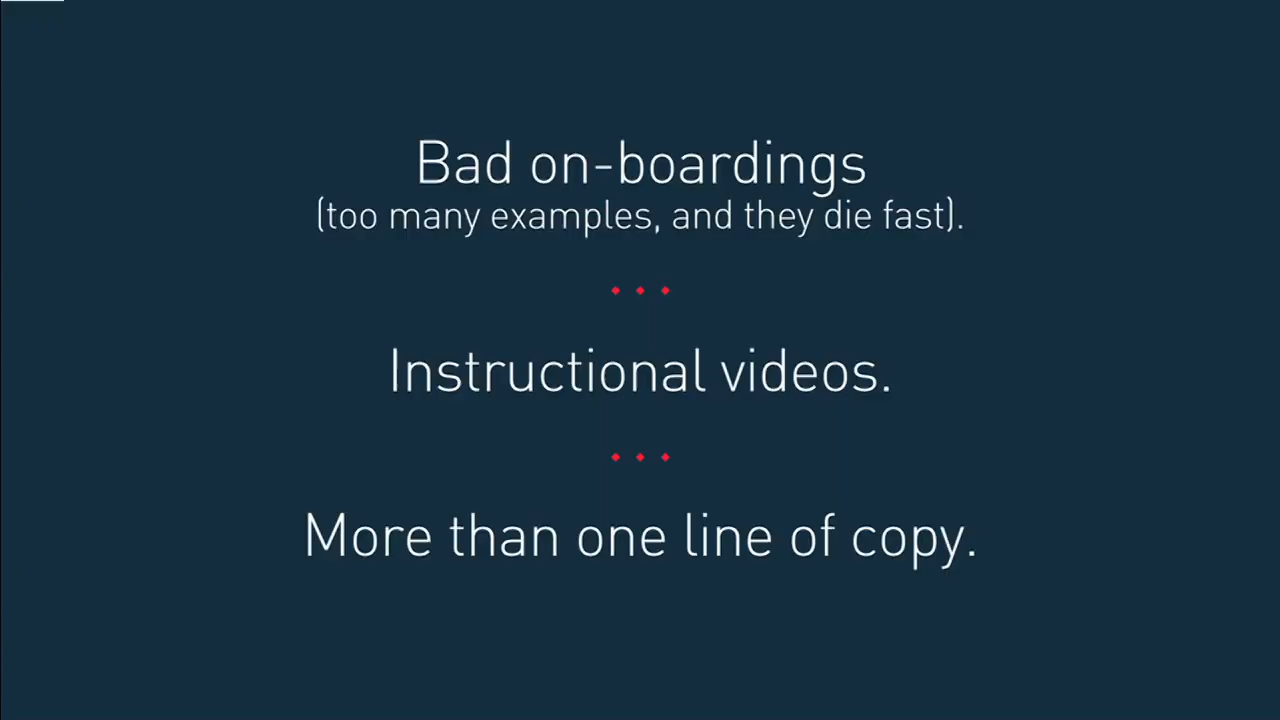 Bad on-boardings
(too many examples, and they die fast).
Instructional videos.
More than one line of copy.